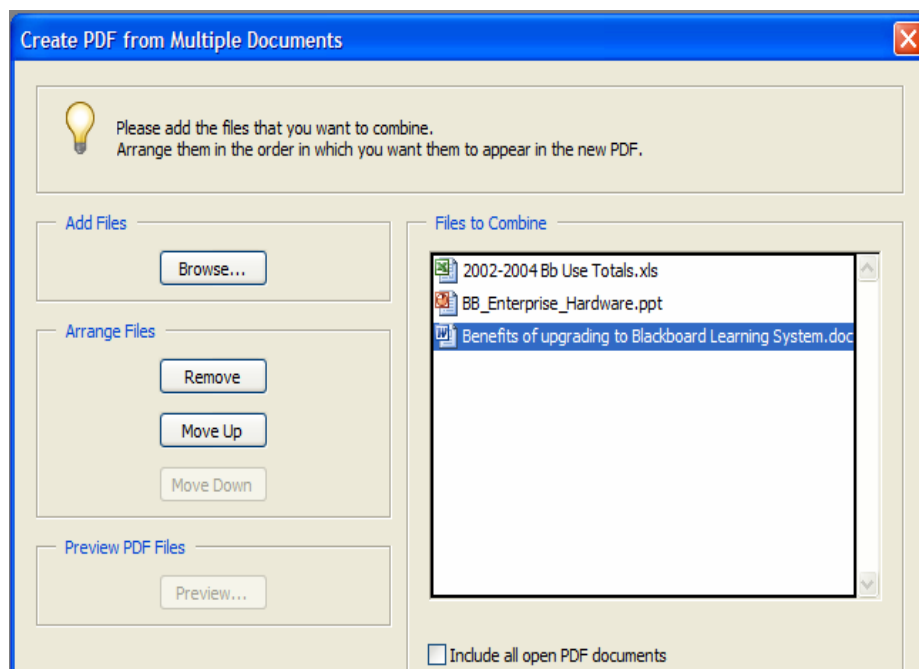 Create PDF from Multiple Documents
Please add the files that you want to combine.
Arrange them in the order in which you want them to appear in the new PDF.
Add Files
Browse...
Arrange Files
Remove
Move Up
Move Down
Preview PDF Files
Preview...
Files to Combine
2002-2004 Bb Use Totals.xls
BB_Enterprise_Hardware.ppt
Benefits of upgrading to Blackboard Learning System.doc
Include all open PDF documents